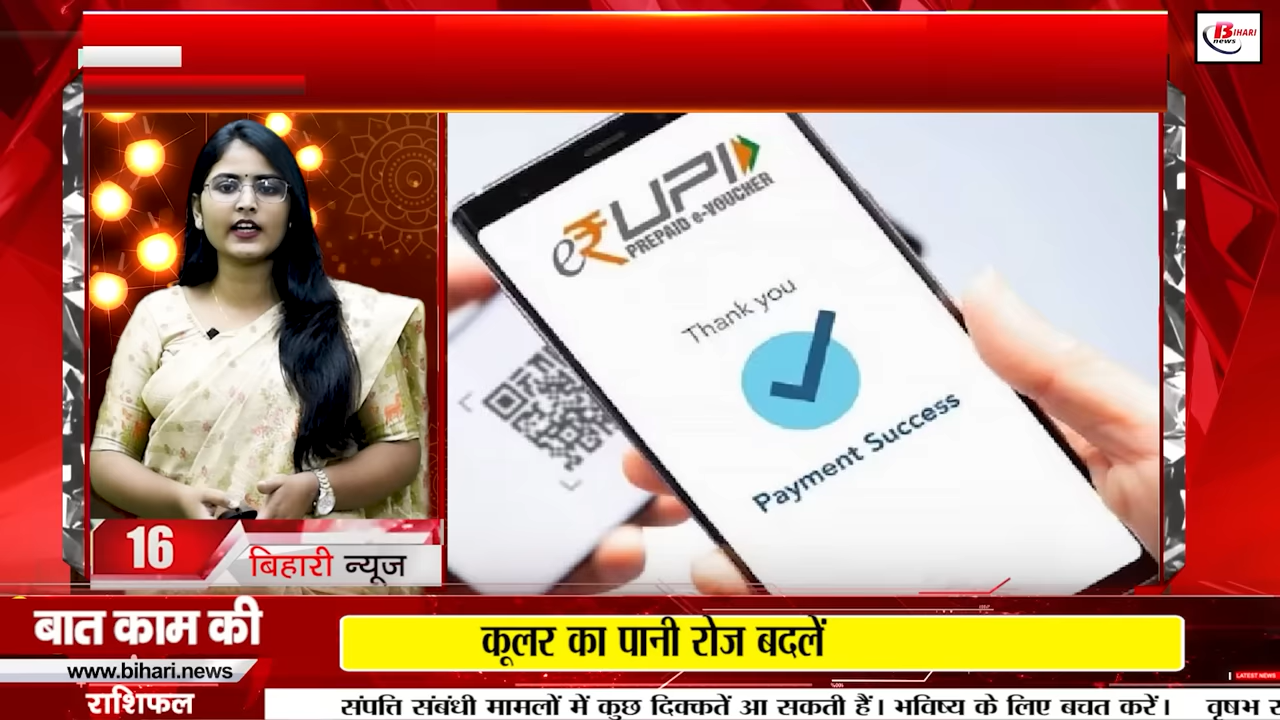 BIHARI
news
e₹UPI
PREPAID e-VOUCHER
Thank you
Payment Success
16
बिहारी न्यूज
बात काम की
कूलर का पानी रोज बदलें
www.bihari.news
LATEST NEWS
राशिफल
संपत्ति संबंधी मामलों में कुछ दिक्कतें आ सकती हैं। भविष्य के लिए बचत करें। वृषभ